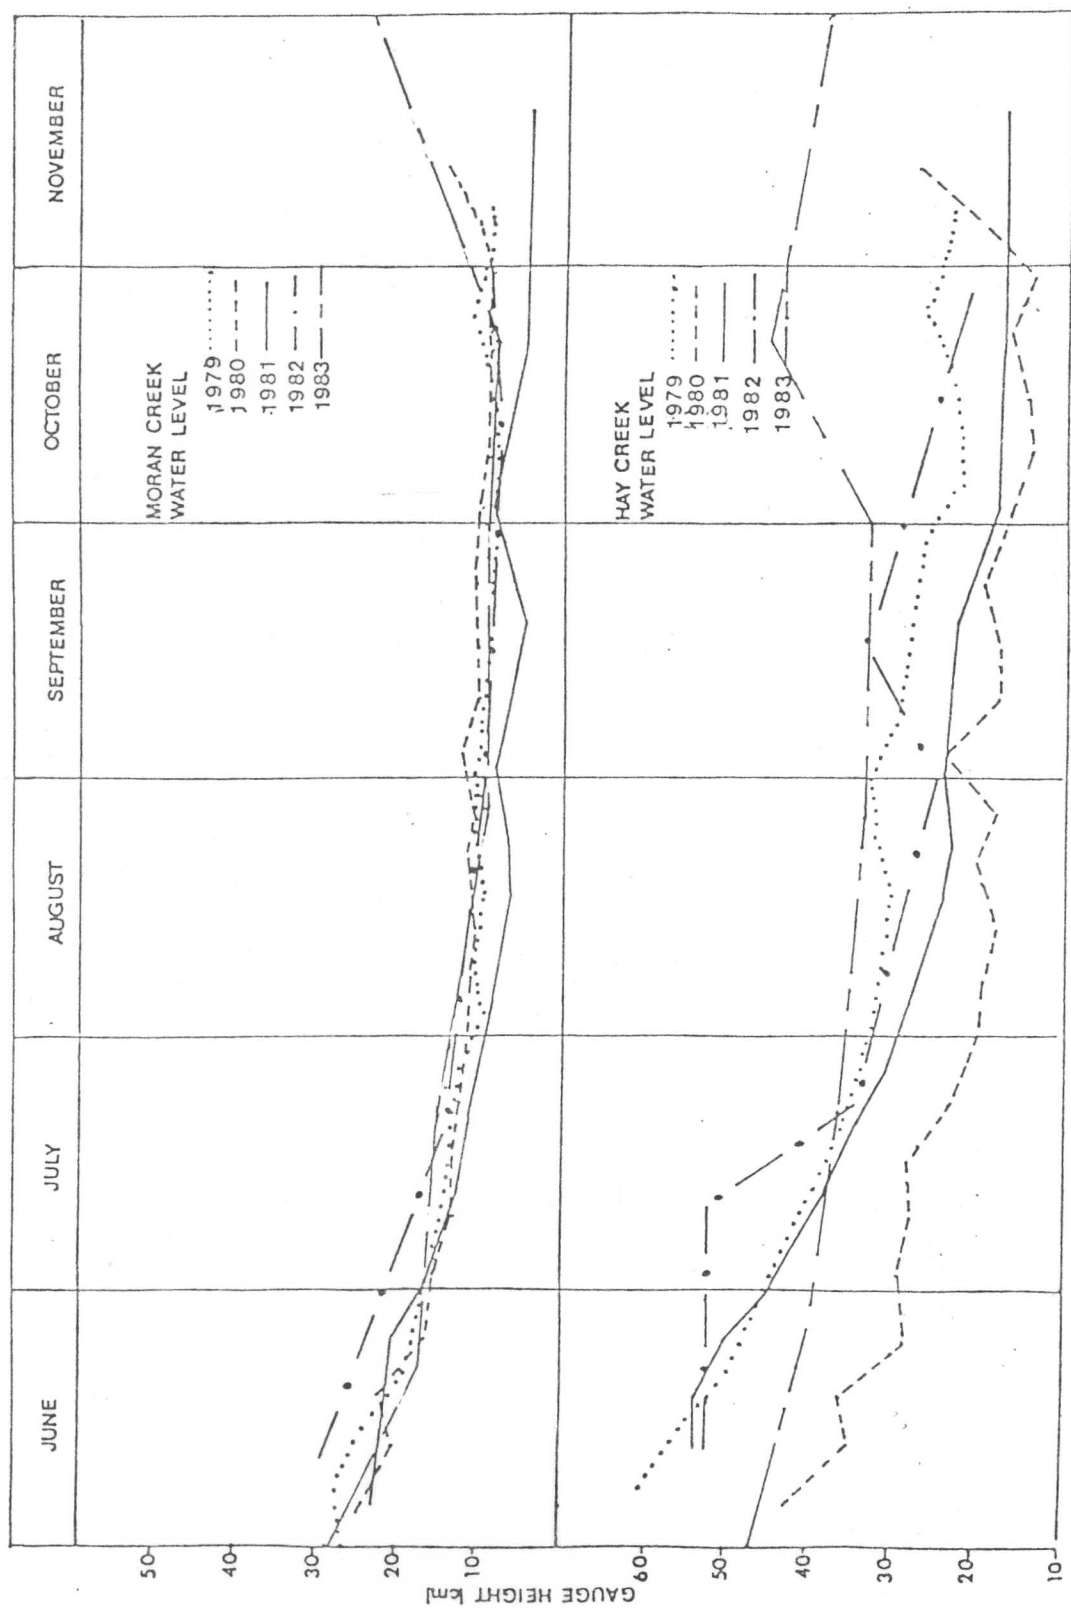 JUNE
JULY
AUGUST
SEPTEMBER
OCTOBER
NOVEMBER
GAUGE HEIGHT [cm]
50
40
30
20
10
MORAN CREEK
WATER LEVEL
1979
1980
1981
1982
1983
60
50
40
30
20
10
HAY CREEK
WATER LEVEL
1979
1980
1981
1982
1983